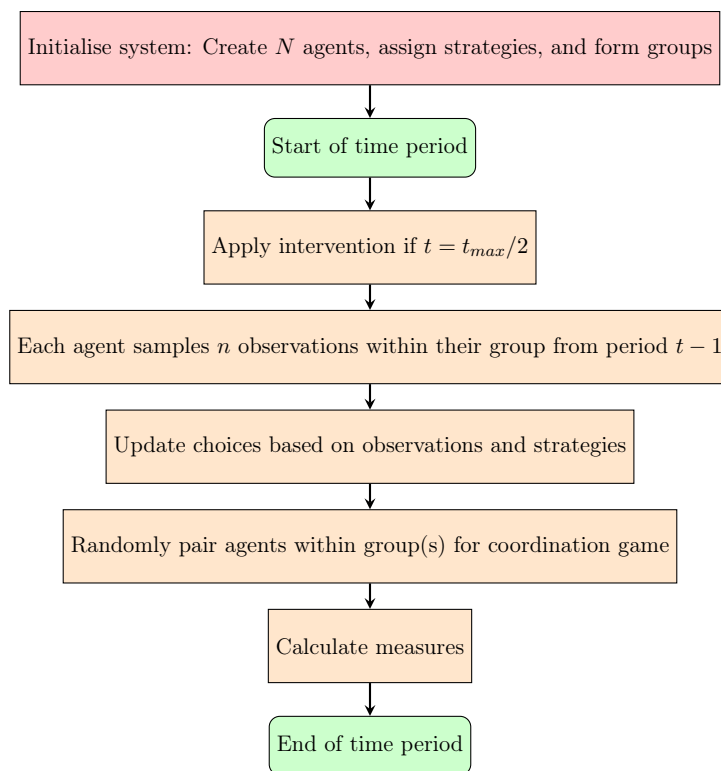 Initialise system: Create N agents, assign strategies, and form groups
Start of time period
Apply intervention if t = t_max/2
Each agent samples n observations within their group from period t − 1
Update choices based on observations and strategies
Randomly pair agents within group(s) for coordination game
Calculate measures
End of time period